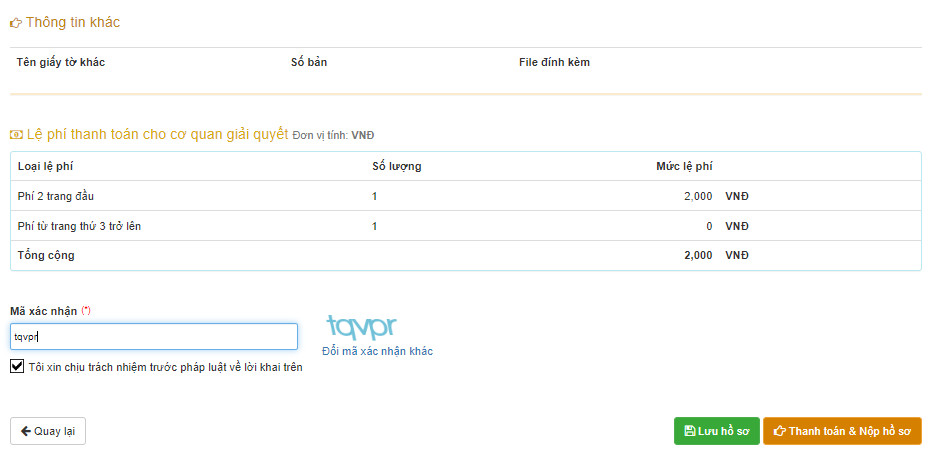 Thông tin khác
Tên giấy tờ khác Số bản File đính kèm
Lệ phí thanh toán cho cơ quan giải quyết Đơn vị tính: VNĐ
Loại lệ phí Số lượng Mức lệ phí
Phí 2 trang đầu 1 2,000 VNĐ
Phí từ trang thứ 3 trở lên 1 0 VNĐ
Tổng cộng 2,000 VNĐ
Mã xác nhận (*)
tqvpr tqvpr
Đổi mã xác nhận khác
Tôi xin chịu trách nhiệm trước pháp luật về lời khai trên
Quay lại Lưu hồ sơ Thanh toán & Nộp hồ sơ